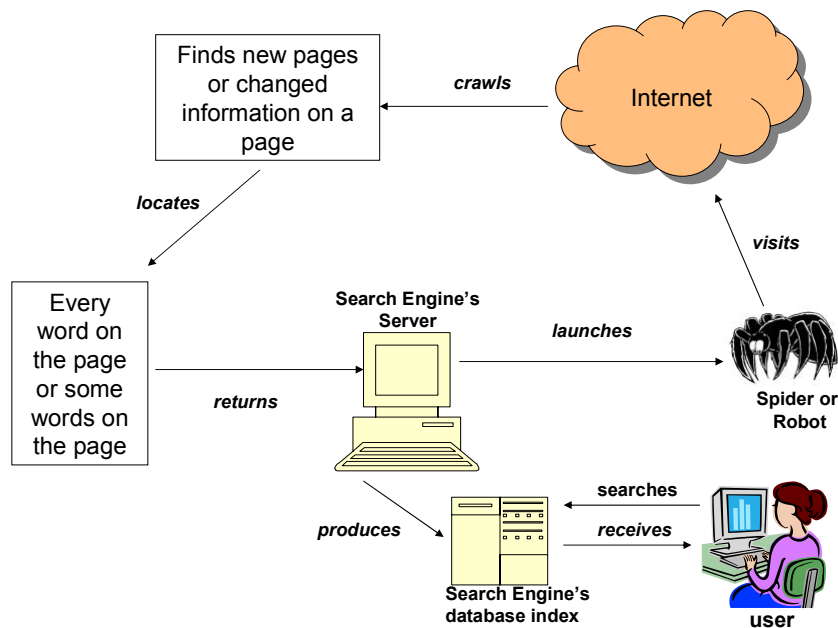 Finds new pages
or changed
information on a
page
crawls
Internet
locates
visits
Every
word on
the page
or some
words on
the page
returns
Search Engine's
Server
launches
Spider or
Robot
produces
searches
receives
Search Engine's
database index
user